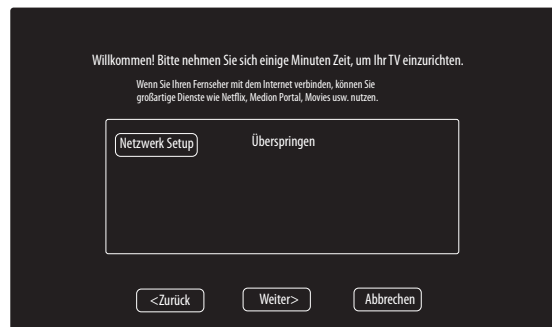 Willkommen! Bitte nehmen Sie sich einige Minuten Zeit, um Ihr TV einzurichten.
Wenn Sie Ihren Fernseher mit dem Internet verbinden, können Sie
großartige Dienste wie Netflix, Medion Portal, Movies usw. nutzen.
Netzwerk Setup Überspringen
<Zurück Weiter> Abbrechen